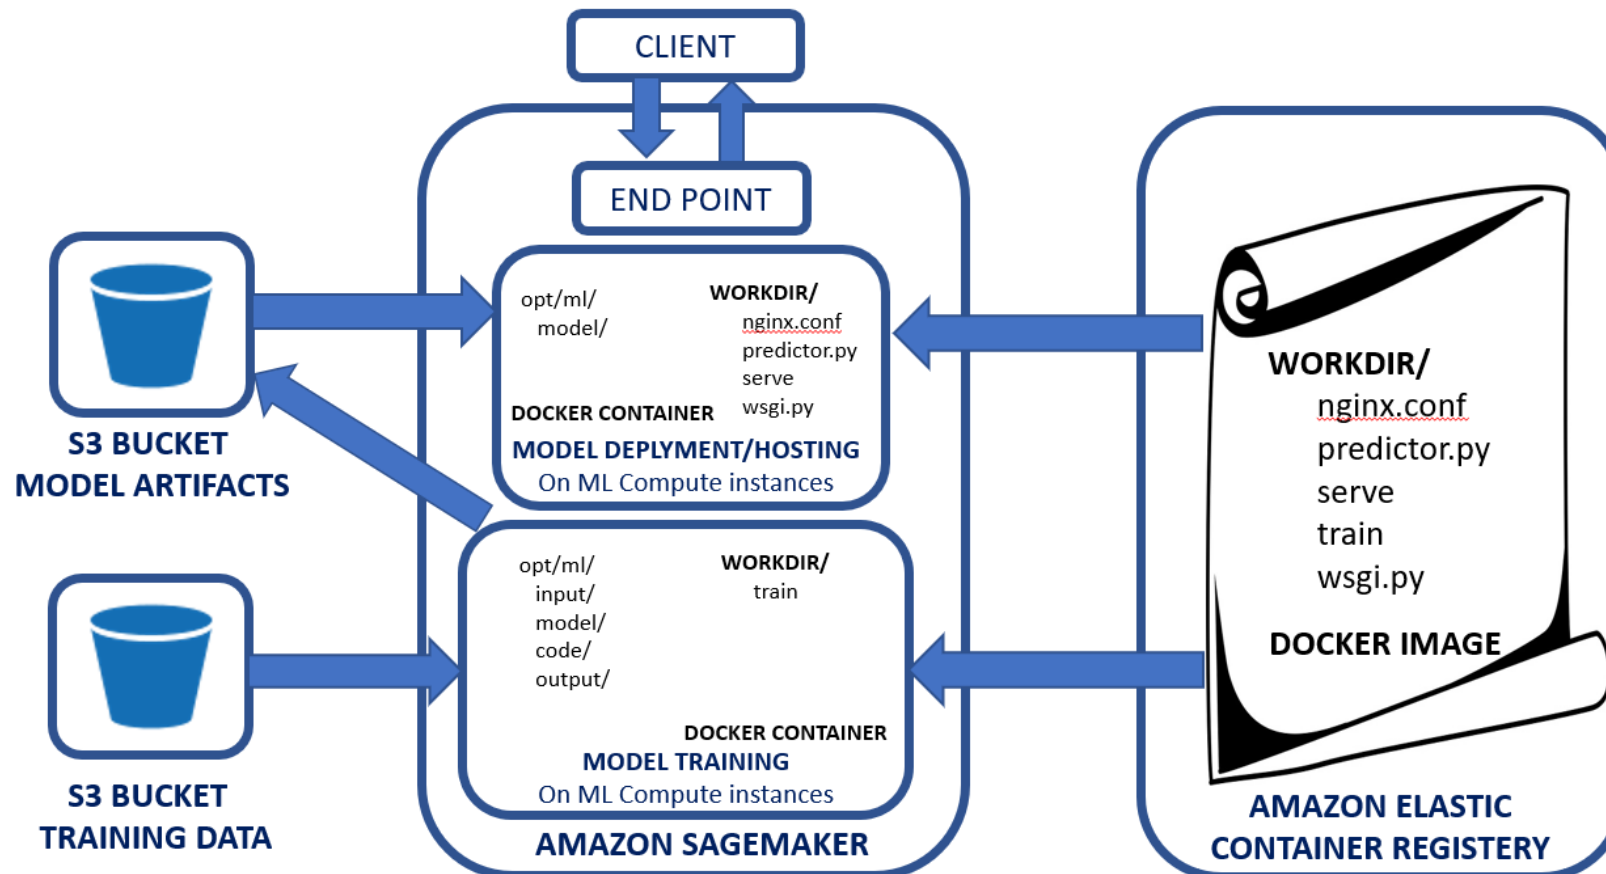 CLIENT
END POINT
opt/ml/
model/
WORKDIR/
nginx.conf
predictor.py
serve
wsgi.py
DOCKER CONTAINER
MODEL DEPLYMENT/HOSTING
On ML Compute instances
S3 BUCKET
MODEL ARTIFACTS
opt/ml/
input/
model/
code/
output/
WORKDIR/
train
DOCKER CONTAINER
MODEL TRAINING
On ML Compute instances
AMAZON SAGEMAKER
S3 BUCKET
TRAINING DATA
WORKDIR/
nginx.conf
predictor.py
serve
train
wsgi.py
DOCKER IMAGE
AMAZON ELASTIC
CONTAINER REGISTERY